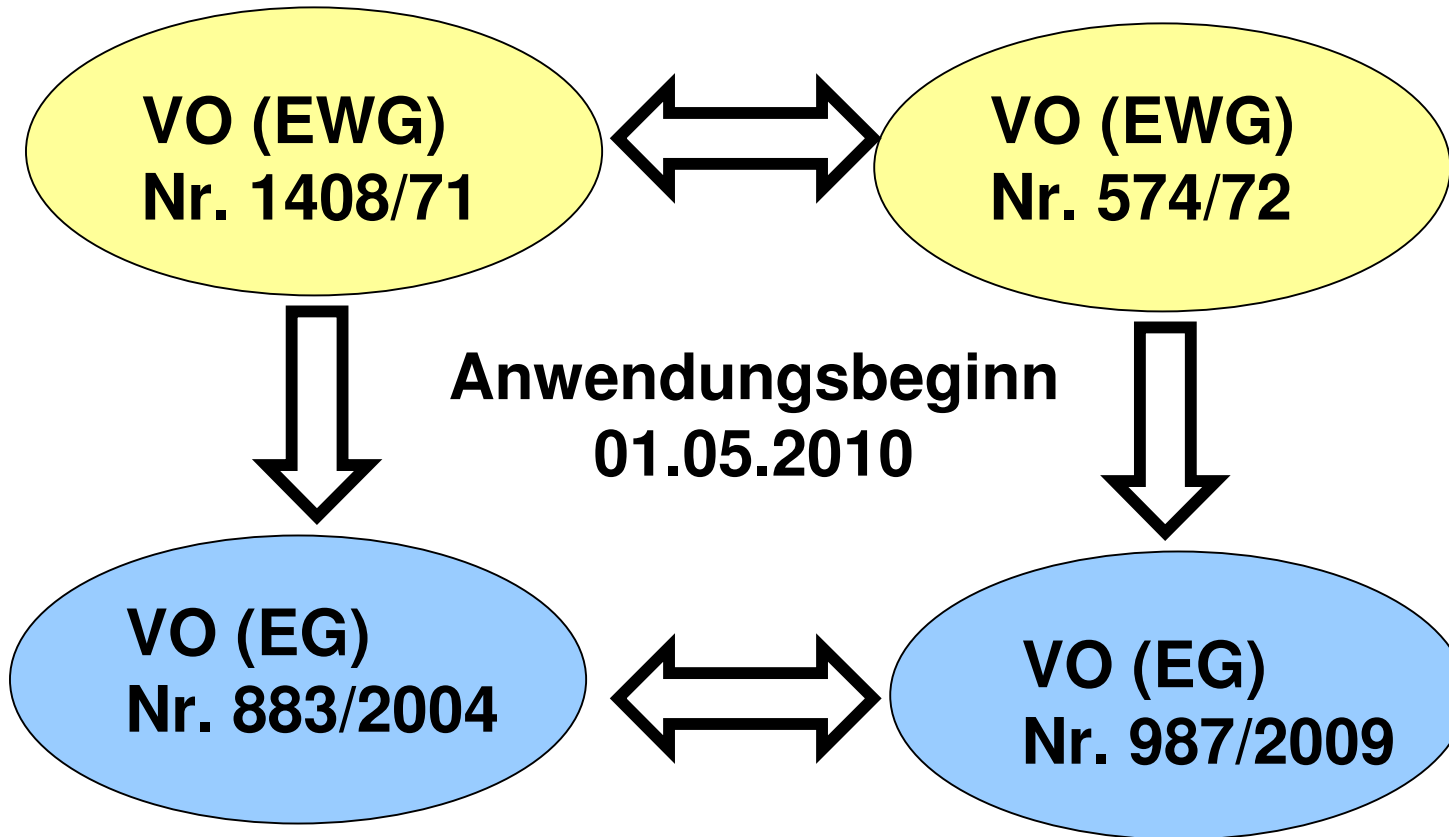 VO (EWG)
Nr. 1408/71
VO (EWG)
Nr. 574/72
Anwendungsbeginn
01.05.2010
VO (EG)
Nr. 883/2004
VO (EG)
Nr. 987/2009